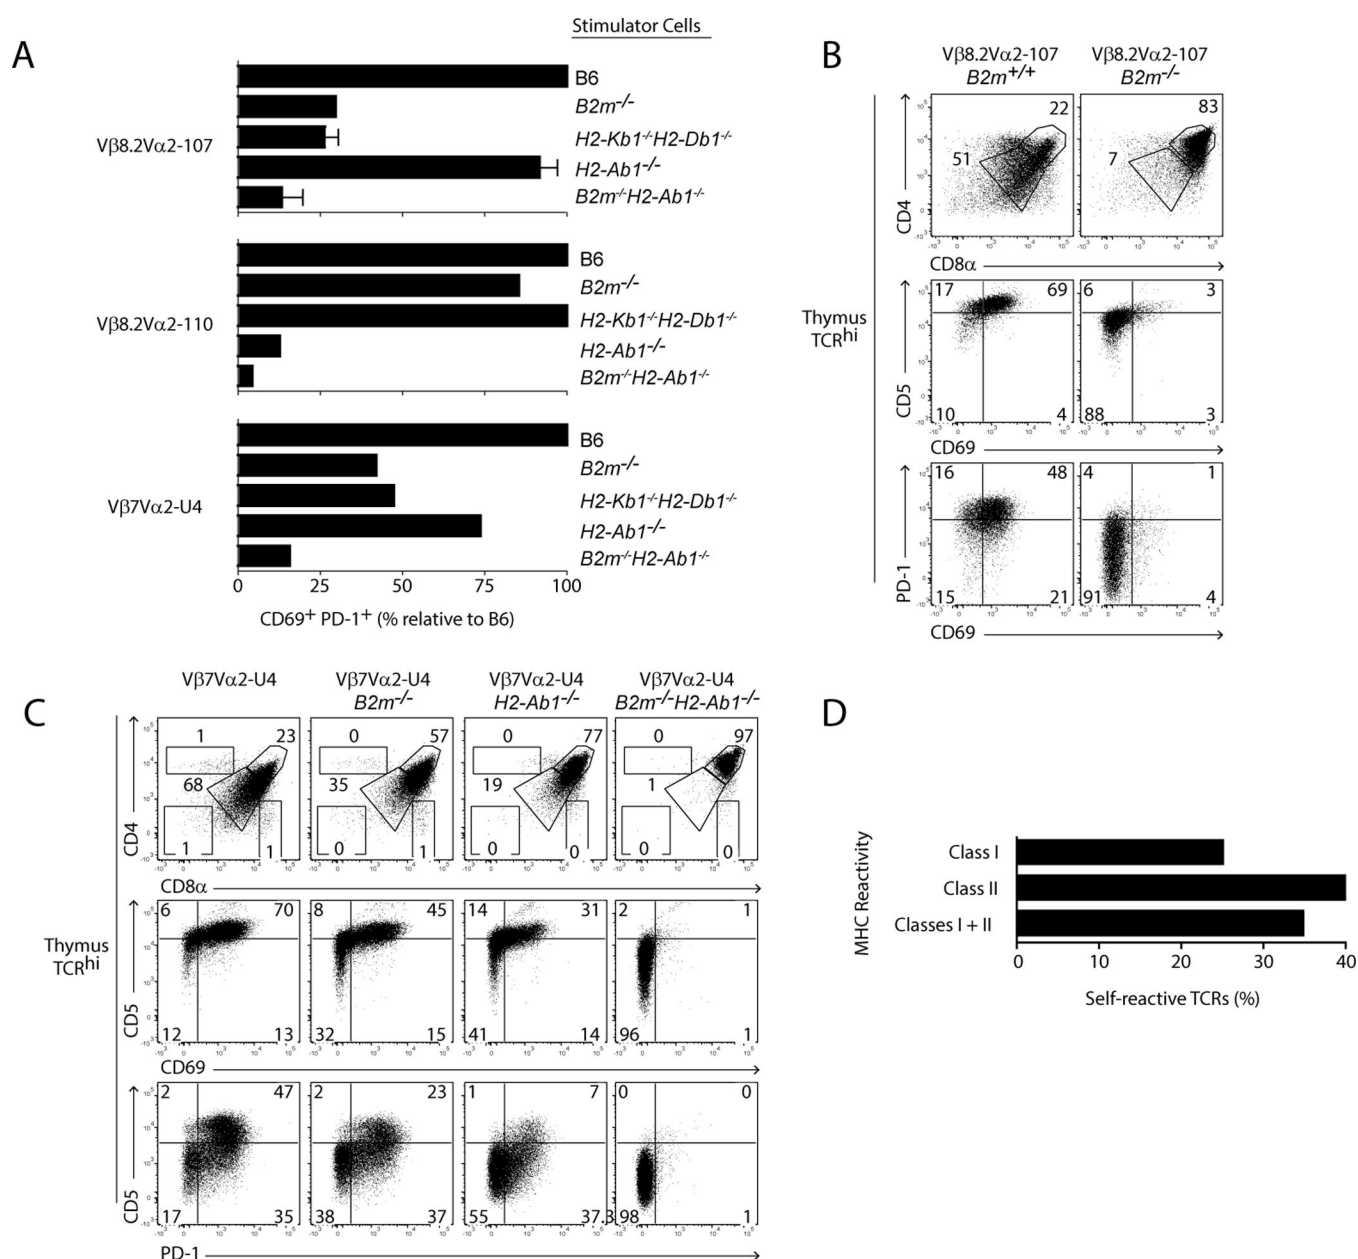 A
Stimulator Cells
Vβ8.2Vα2-107
B6
B2m-/-
H2-Kb1-/-H2-Db1-/-
H2-Ab1-/-
B2m-/-H2-Ab1-/-
Vβ8.2Vα2-110
B6
B2m-/-
H2-Kb1-/-H2-Db1-/-
H2-Ab1-/-
B2m-/-H2-Ab1-/-
Vβ7Vα2-U4
B6
B2m-/-
H2-Kb1-/-H2-Db1-/-
H2-Ab1-/-
B2m-/-H2-Ab1-/-
0 25 50 75 100
CD69+ PD-1+ (% relative to B6)
B
Vβ8.2Vα2-107 Vβ8.2Vα2-107
B2m+/+ B2m-/-
Thymus
TCRhi
22 83
51 7
CD4
CD8α
17 69 6 3
10 4 88 3
CD5
CD69
16 48 4 1
15 21 91 4
PD-1
CD69
C
Vβ7Vα2-U4 Vβ7Vα2-U4 Vβ7Vα2-U4 Vβ7Vα2-U4
B2m-/- H2-Ab1-/- B2m-/-H2-Ab1-/-
Thymus
TCRhi
1 23 0 57 0 77 0 97
68 35 19 1
1 1 0 1 0 0 0 0
CD4
CD8α
6 70 8 45 14 31 2 1
12 13 32 15 41 14 96 1
CD5
CD69
2 47 2 23 1 7 0 0
17 35 38 37 55 37.3 98 1
CD5
PD-1
D
MHC Reactivity
Class I
Class II
Classes I + II
0 10 20 30 40
Self-reactive TCRs (%)